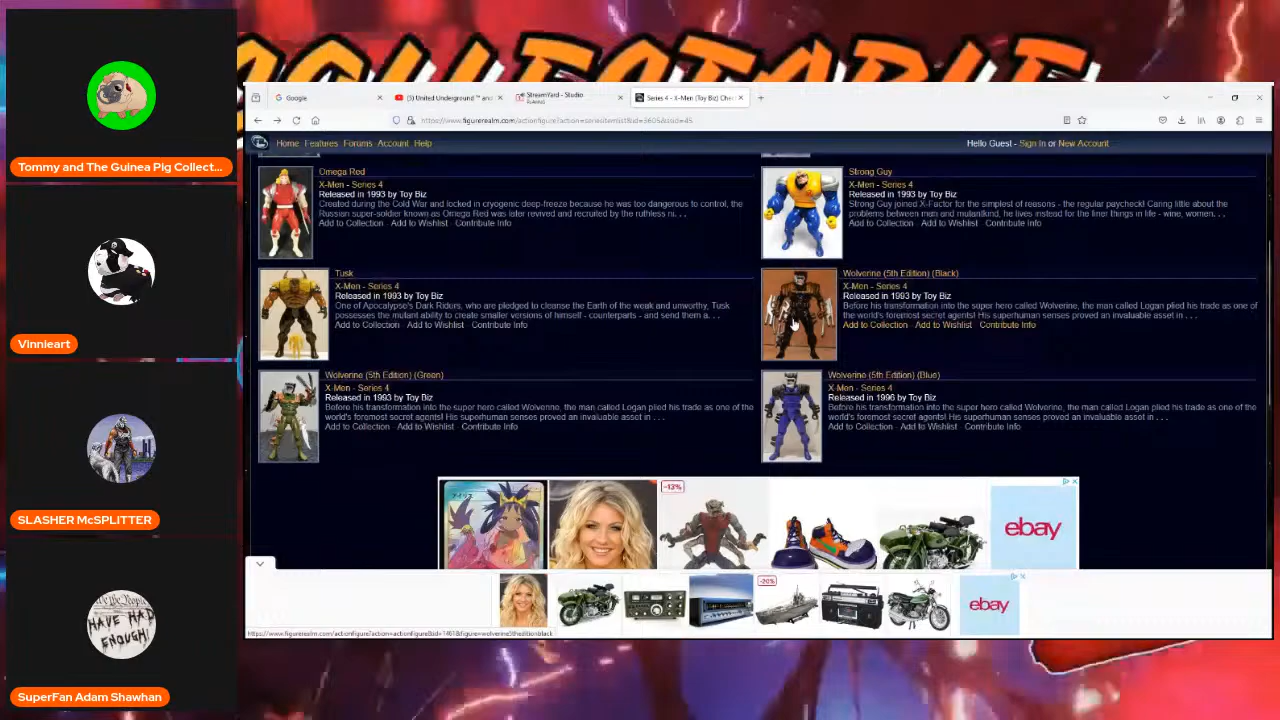 COLLECTABLE
Tommy and The Guinea Pig Collect...
Vinnieart
SLASHER McSPLITTER
HAVE HAD
ENOUGH!
SuperFan Adam Shawhan
Google
(5) United Underground ™ and
StreamYard - Studio
Series 4 - X-Men (Toy Biz) Che
Home Features Forums Account Help
Hello Guest - Sign In or New Account
Omega Red
X-Men - Series 4
Released in 1993 by Toy Biz
Created during the Cold War and locked in cryogenic deep-freeze because he was too dangerous to control, the
Russian super-soldier known as Omega Red was later revived and recruited by the ruthless n. . .
Add to Collection - Add to Wishlist - Contribute Info
Strong Guy
X-Men - Series 4
Released in 1993 by Toy Biz
Strong Guy joined X-Factor for the simplest of reasons - the regular paycheck! Caring little about the
problems between man and mutankind, he lives instead for the finer things in life - wine, women. . .
Add to Collection - Add to Wishlist - Contribute Info
Tusk
X-Men - Series 4
Released in 1993 by Toy Biz
One of Apocalypse's Dark Riders, who are pledged to cleanse the Earth of the weak and unworthy, Tusk
possesses the mutant ability to create smaller versions of himself - counterparts - and send them a. . .
Add to Collection - Add to Wishlist - Contribute Info
Wolverine (5th Edition) (Black)
X-Men - Series 4
Released in 1993 by Toy Biz
Before his transformation into the super hero called Wolverine, the man called Logan plied his trade as one of
the world's foremost secret agents! His superhuman senses proved an invaluable asset in . . .
Add to Collection - Add to Wishlist - Contribute Info
Wolverine (5th Edition) (Green)
X-Men - Series 4
Released in 1993 by Toy Biz
Before his transformation into the super hero called Wolverine, the man called Logan plied his trade as one of the
world's foremost secret agents! His superhuman senses proved an invaluable asset in . . .
Add to Collection - Add to Wishlist - Contribute Info
Wolverine (5th Edition) (Blue)
X-Men - Series 4
Released in 1996 by Toy Biz
Before his transformation into the super hero called Wolverine, the man called Logan plied his trade as one of the
world's foremost secret agents! His superhuman senses proved an invaluable asset in . . .
Add to Collection - Add to Wishlist - Contribute Info
アイリス
-13%
ebay
-20%
ebay